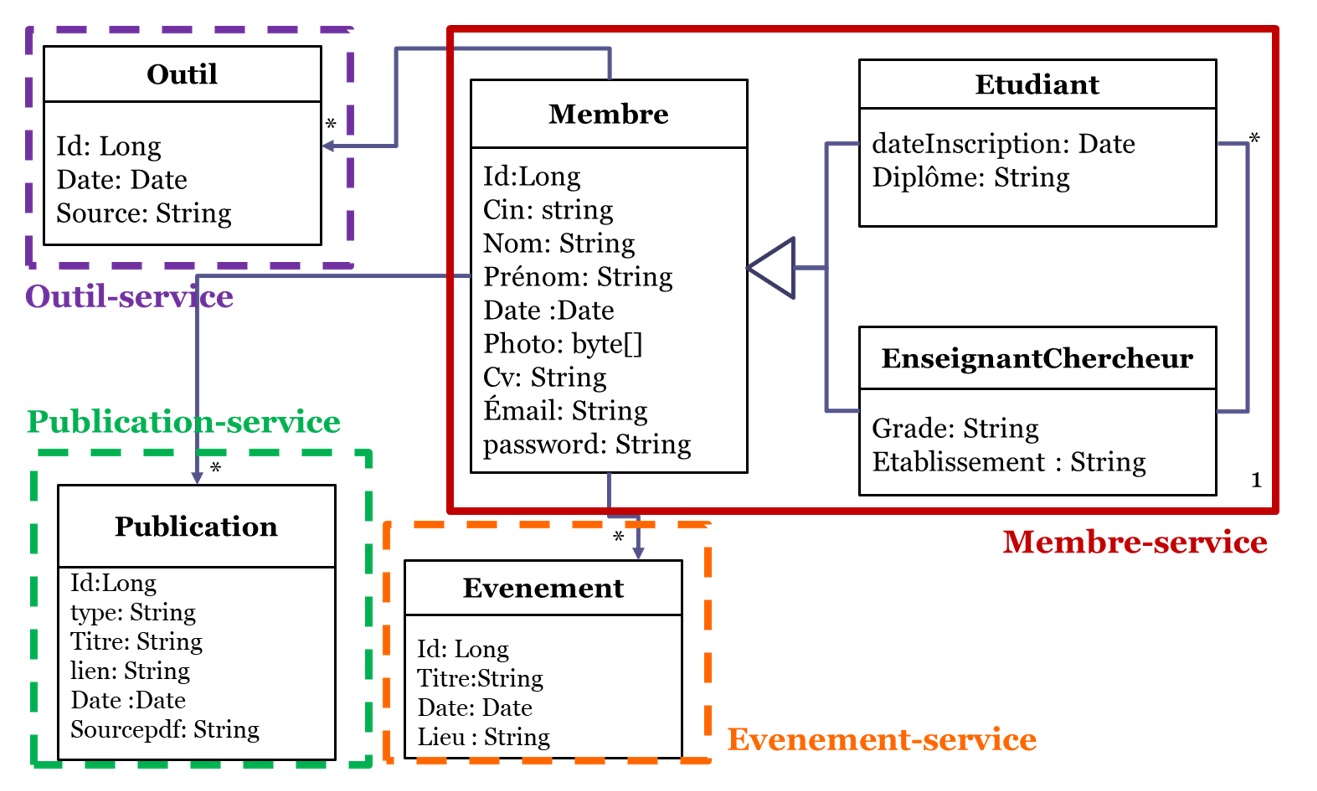 Outil
Id: Long
Date: Date
Source: String
*
Outil-service
Membre
Id:Long
Cin: string
Nom: String
Prénom: String
Date :Date
Photo: byte[]
Cv: String
Émail: String
password: String
Etudiant
dateInscription: Date
Diplôme: String
*
EnseignantChercheur
Grade: String
Etablissement : String
1
Membre-service
Publication-service
*
Publication
Id:Long
type: String
Titre: String
lien: String
Date :Date
Sourcepdf: String
*
Evenement
Id: Long
Titre:String
Date: Date
Lieu : String
Evenement-service